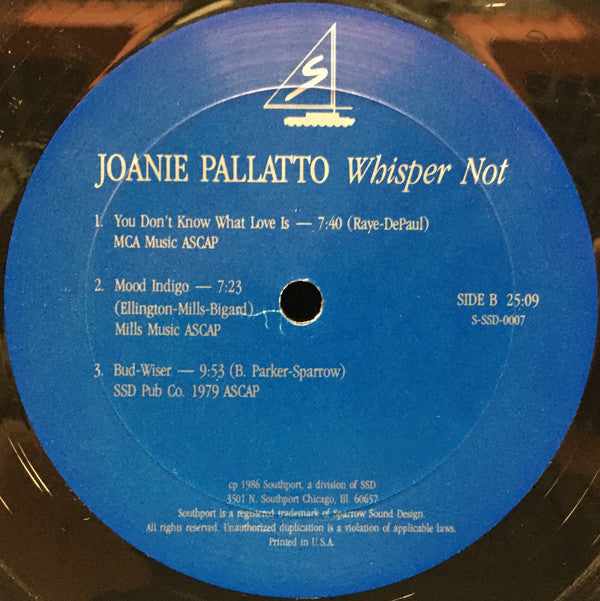 S
JOANIE PALLATTO Whisper Not
1. You Don't Know What Love Is — 7:40 (Raye-DePaul)
MCA Music ASCAP
2. Mood Indigo — 7:23
(Ellington-Mills-Bigard)
Mills Music ASCAP
3. Bud-Wiser — 9:53 (B. Parker-Sparrow)
SSD Pub Co. 1979 ASCAP
SIDE B 25:09
S-SSD-0007
cp 1986 Southport, a division of SSD
3501 N. Southport Chicago, Ill. 60657
Southport is a registered trademark of Sparrow Sound Design.
All rights reserved. Unauthorized duplication is a violation of applicable laws.
Printed in U.S.A.